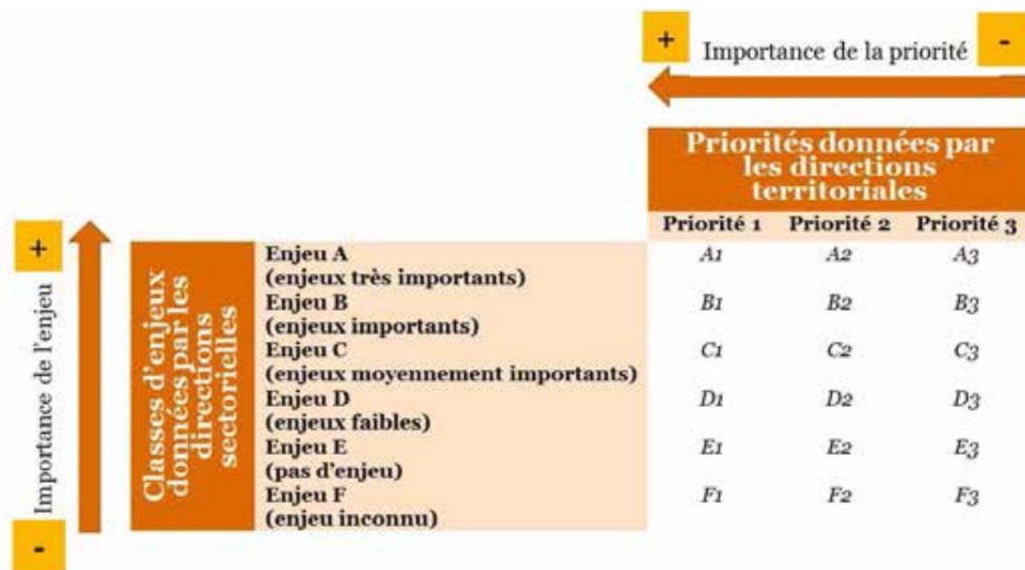 + Importance de la priorité -
Priorités données par
les directions
territoriales
Priorité 1 Priorité 2 Priorité 3
+
Importance de l'enjeu
-
Classes d'enjeux
données par les
directions
sectorielles
Enjeu A A1 A2 A3
(enjeux très importants)
Enjeu B B1 B2 B3
(enjeux importants)
Enjeu C C1 C2 C3
(enjeux moyennement importants)
Enjeu D D1 D2 D3
(enjeux faibles)
Enjeu E E1 E2 E3
(pas d'enjeu)
Enjeu F F1 F2 F3
(enjeu inconnu)